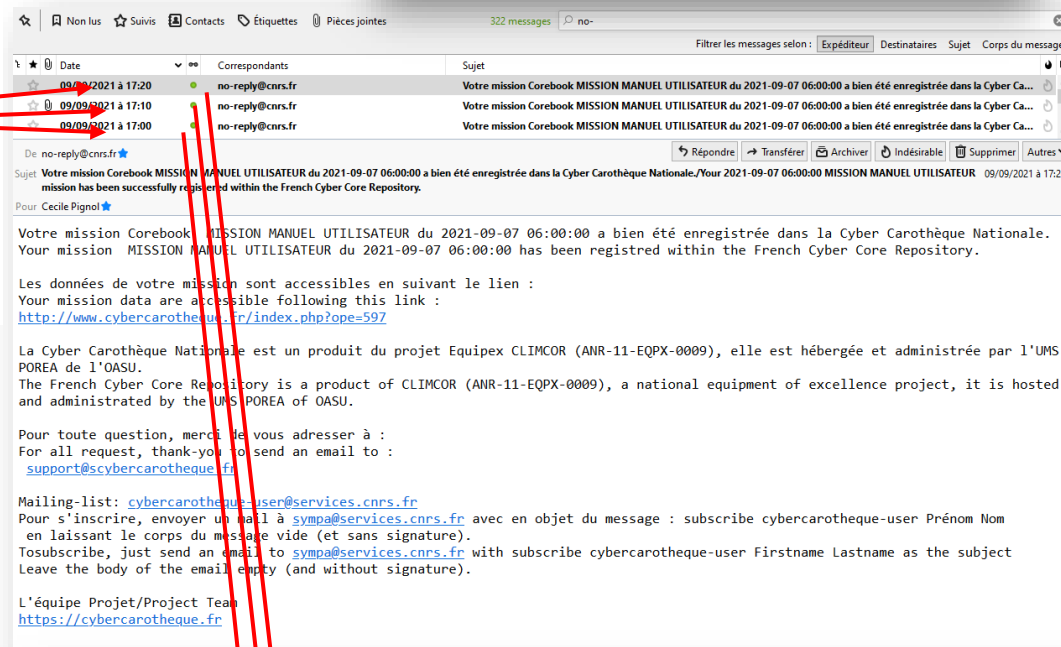 Non lus Suivis Contacts Étiquettes Pièces jointes 322 messages no-
Filtrer les messages selon : Expéditeur Destinataires Sujet Corps du message
Date Correspondants Sujet
09/09/2021 à 17:20 no-reply@cnrs.fr Votre mission Corebook MISSION MANUEL UTILISATEUR du 2021-09-07 06:00:00 a bien été enregistrée dans la Cyber Ca...
09/09/2021 à 17:10 no-reply@cnrs.fr Votre mission Corebook MISSION MANUEL UTILISATEUR du 2021-09-07 06:00:00 a bien été enregistrée dans la Cyber Ca...
09/09/2021 à 17:00 no-reply@cnrs.fr Votre mission Corebook MISSION MANUEL UTILISATEUR du 2021-09-07 06:00:00 a bien été enregistrée dans la Cyber Ca...
De no-reply@cnrs.fr Répondre Transférer Archiver Indésirable Supprimer Autres
Sujet Votre mission Corebook MISSION MANUEL UTILISATEUR du 2021-09-07 06:00:00 a bien été enregistrée dans la Cyber Carothèque Nationale./Your 2021-09-07 06:00:00 MISSION MANUEL UTILISATEUR 09/09/2021 à 17:2
mission has been successfully registered within the French Cyber Core Repository.
Pour Cecile Pignol
Votre mission Corebook MISSION MANUEL UTILISATEUR du 2021-09-07 06:00:00 a bien été enregistrée dans la Cyber Carothèque Nationale.
Your mission MISSION MANUEL UTILISATEUR du 2021-09-07 06:00:00 has been registred within the French Cyber Core Repository.
Les données de votre mission sont accessibles en suivant le lien :
Your mission data are accessible following this link :
http://www.cybercarotheque.fr/index.php?ope=597
La Cyber Carothèque Nationale est un produit du projet Equipex CLIMCOR (ANR-11-EQPX-0009), elle est hébergée et administrée par l'UMS
POREA de l'OASU.
The French Cyber Core Repository is a product of CLIMCOR (ANR-11-EQPX-0009), a national equipment of excellence project, it is hosted
and administrated by the UMS POREA of OASU.
Pour toute question, merci de vous adresser à :
For all request, thank-you to send an email to :
support@scybercarotheque.fr
Mailing-list: cybercarotheque-user@services.cnrs.fr
Pour s'inscrire, envoyer un mail à sympa@services.cnrs.fr avec en objet du message : subscribe cybercarotheque-user Prénom Nom
en laissant le corps du message vide (et sans signature).
Tosubscribe, just send an email to sympa@services.cnrs.fr with subscribe cybercarotheque-user Firstname Lastname as the subject
Leave the body of the email empty (and without signature).
L'équipe Projet/Project Team
https://cybercarotheque.fr